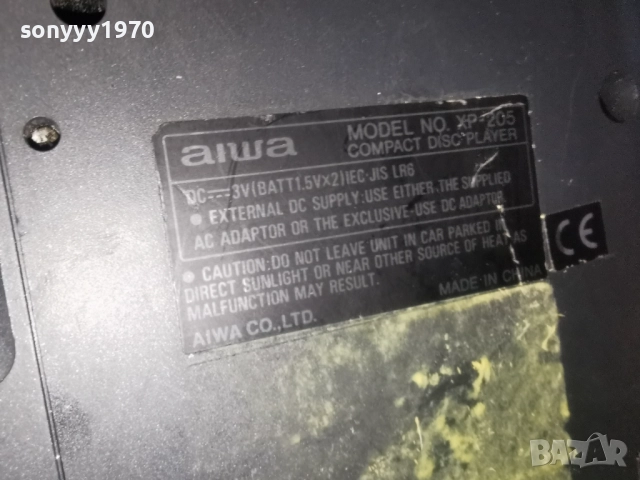 sonyyy1970
aiwa
MODEL NO. XP-205
COMPACT DISC PLAYER
DC⎓3V(BATT1.5V×2)IEC·JIS LR6
● EXTERNAL DC SUPPLY:USE EITHER THE SUPPLIED
AC ADAPTOR OR THE EXCLUSIVE-USE DC ADAPTOR.
● CAUTION:DO NOT LEAVE UNIT IN CAR PARKED IN
DIRECT SUNLIGHT OR NEAR OTHER SOURCE OF HEAT AS
MALFUNCTION MAY RESULT.
AIWA CO.,LTD.
MADE·IN CHINA
CE
BAZAR